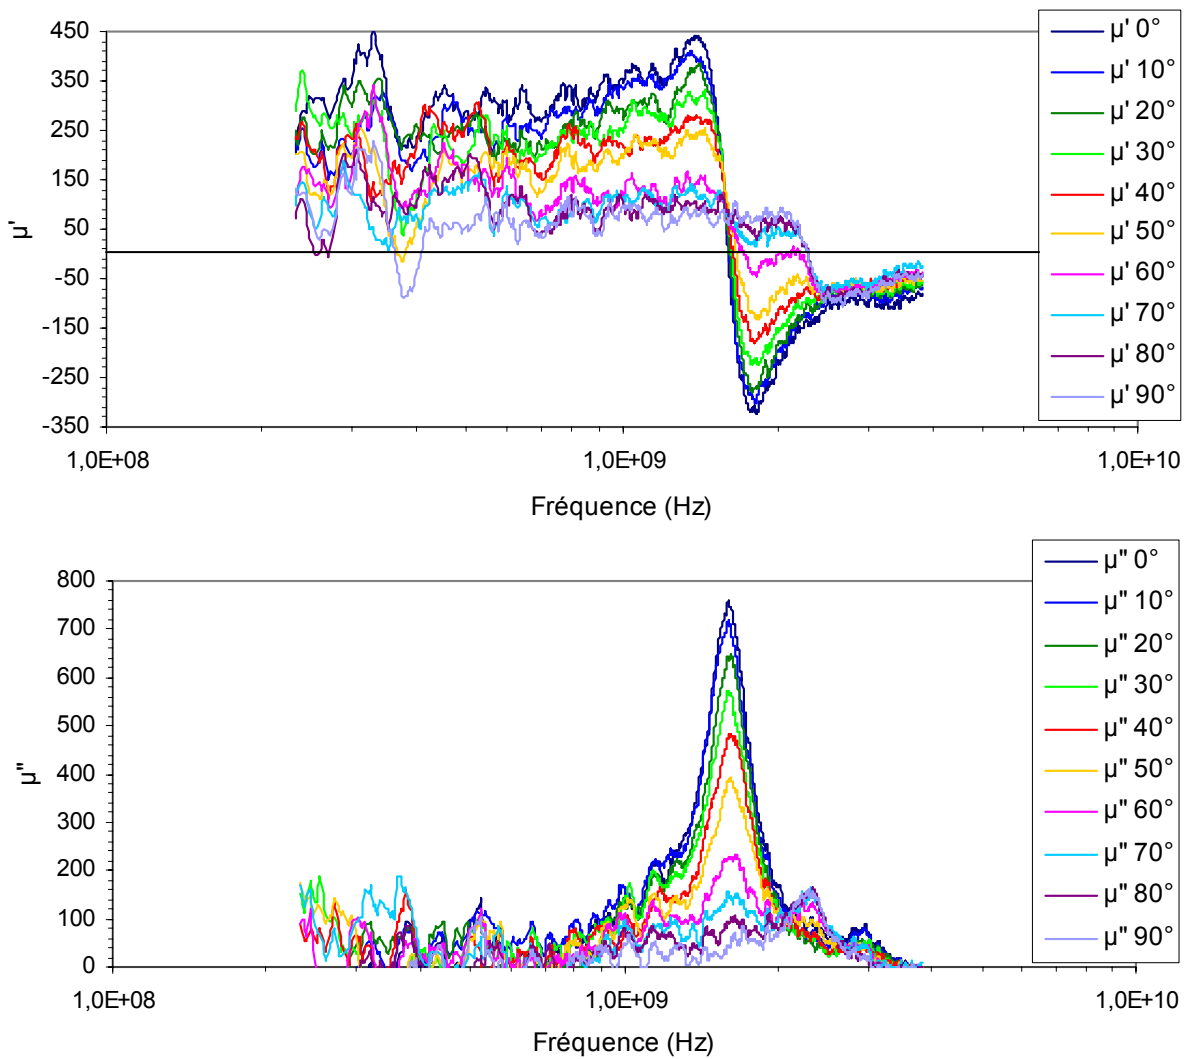 450
350
250
150
50
-50
-150
-250
-350
µ'
1,0E+08
1,0E+09
1,0E+10
Fréquence (Hz)
µ' 0°
µ' 10°
µ' 20°
µ' 30°
µ' 40°
µ' 50°
µ' 60°
µ' 70°
µ' 80°
µ' 90°
800
700
600
500
400
300
200
100
0
µ"
1,0E+08
1,0E+09
1,0E+10
Fréquence (Hz)
µ" 0°
µ" 10°
µ" 20°
µ" 30°
µ" 40°
µ" 50°
µ" 60°
µ" 70°
µ" 80°
µ" 90°